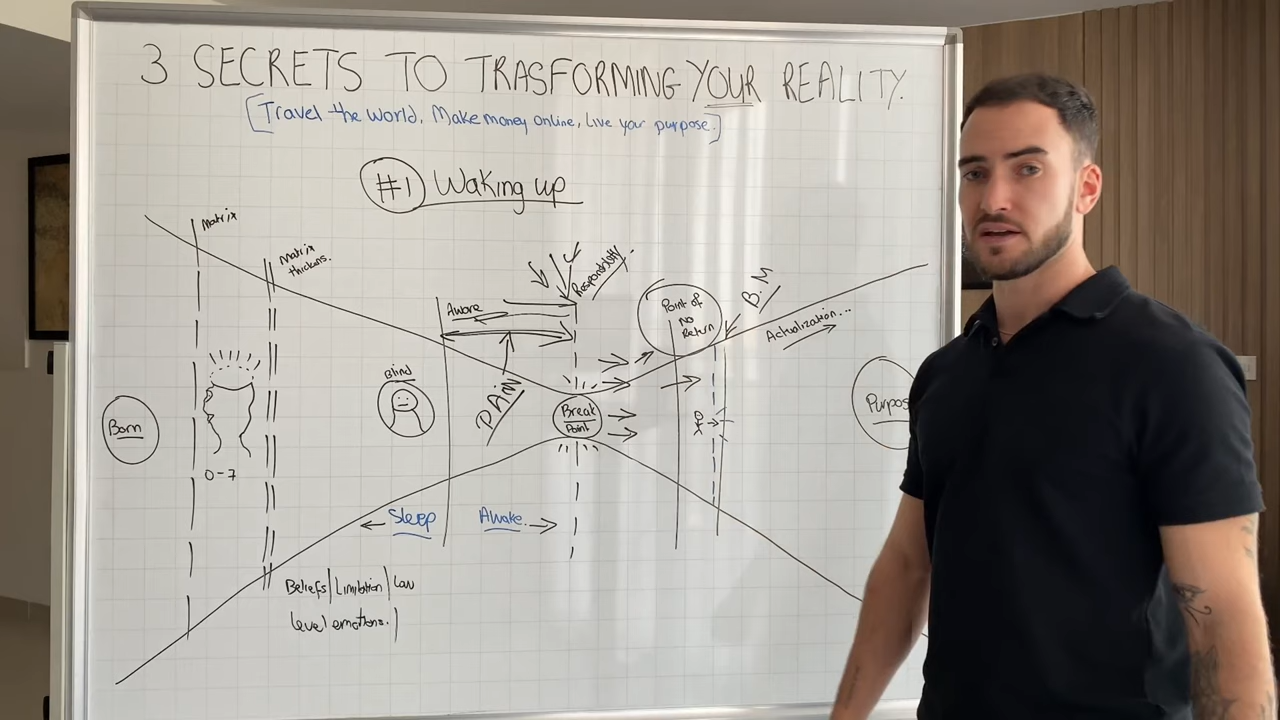 3 SECRETS TO TRASFORMING YOUR REALITY.
[Travel the world, Make money online, Live your purpose.]
#1 Waking up
Matrix
Matrix
thickens.
Responsibility.
Aware
Point of
No
Return
B.M
Actualization...
Blind
PAIN
Break
Point
Born
Purpos
0-7
Sleep
Awake.
Beliefs|Limitation|Low
level emotions.|